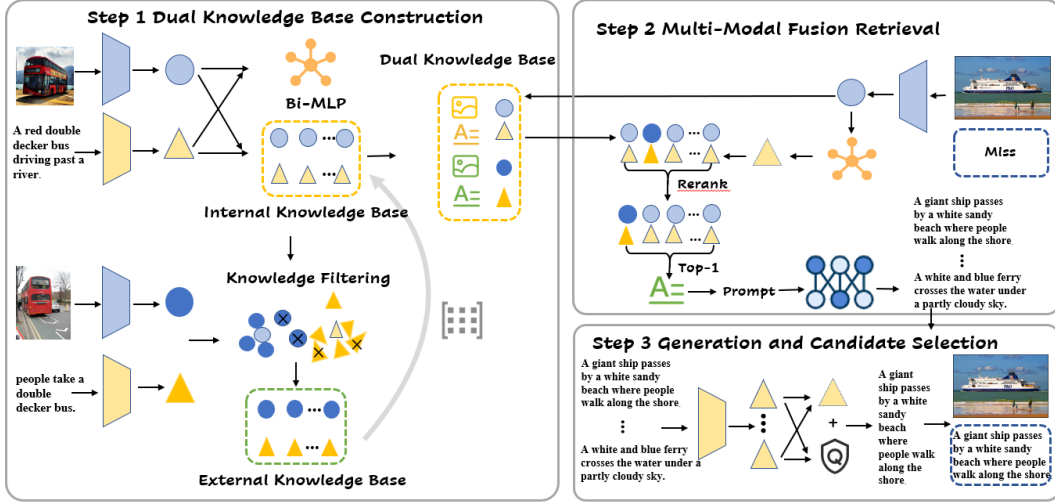 Step 1 Dual Knowledge Base Construction
A red double
decker bus
driving past a
river.
Bi-MLP
Internal Knowledge Base
Dual Knowledge Base
A
A
Knowledge Filtering
people take a
double
decker bus.
External Knowledge Base
Step 2 Multi-Modal Fusion Retrieval
Miss
Rerank
Top-1
A
Prompt
A giant ship passes
by a white sandy
beach where people
walk along the shore.
A white and blue ferry
crosses the water under
a partly cloudy sky.
Step 3 Generation and Candidate Selection
A giant ship passes
by a white sandy
beach where people
walk along the shore.
A white and blue ferry
crosses the water under a
partly cloudy sky.
+
Q
A giant
ship passes
by a white
sandy
beach
where
people walk
along the
shore.
A giant ship passes
by a white sandy
beach where people
walk along the shore